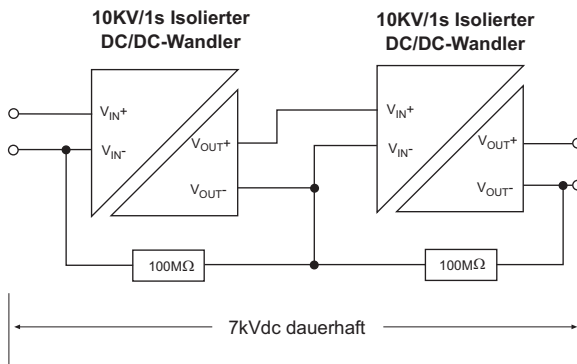 10KV/1s Isolierter
DC/DC-Wandler
10KV/1s Isolierter
DC/DC-Wandler
VIN+
VIN-
VOUT+
VOUT-
VIN+
VIN-
VOUT+
VOUT-
100MΩ
100MΩ
7kVdc dauerhaft